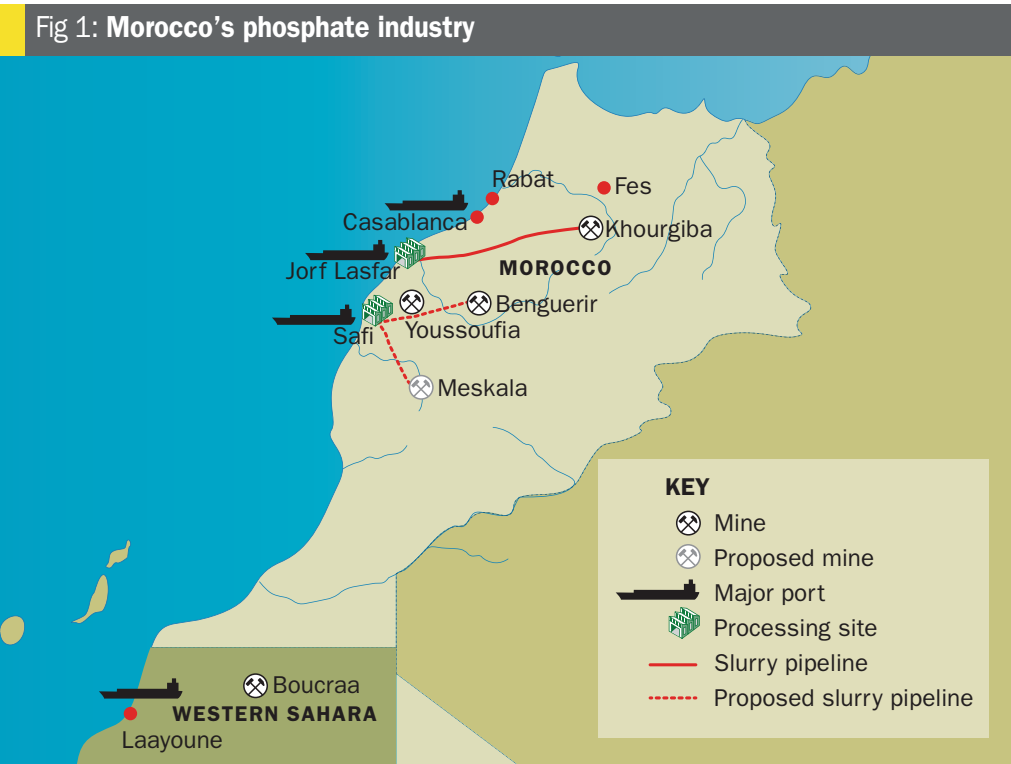 Fig 1: Morocco's phosphate industry
Rabat
Fes
Casablanca
Khourgiba
Jorf Lasfar
MOROCCO
Benguerir
Youssoufia
Safi
Meskala
KEY
Mine
Proposed mine
Major port
Processing site
Slurry pipeline
Proposed slurry pipeline
Boucraa
WESTERN SAHARA
Laayoune